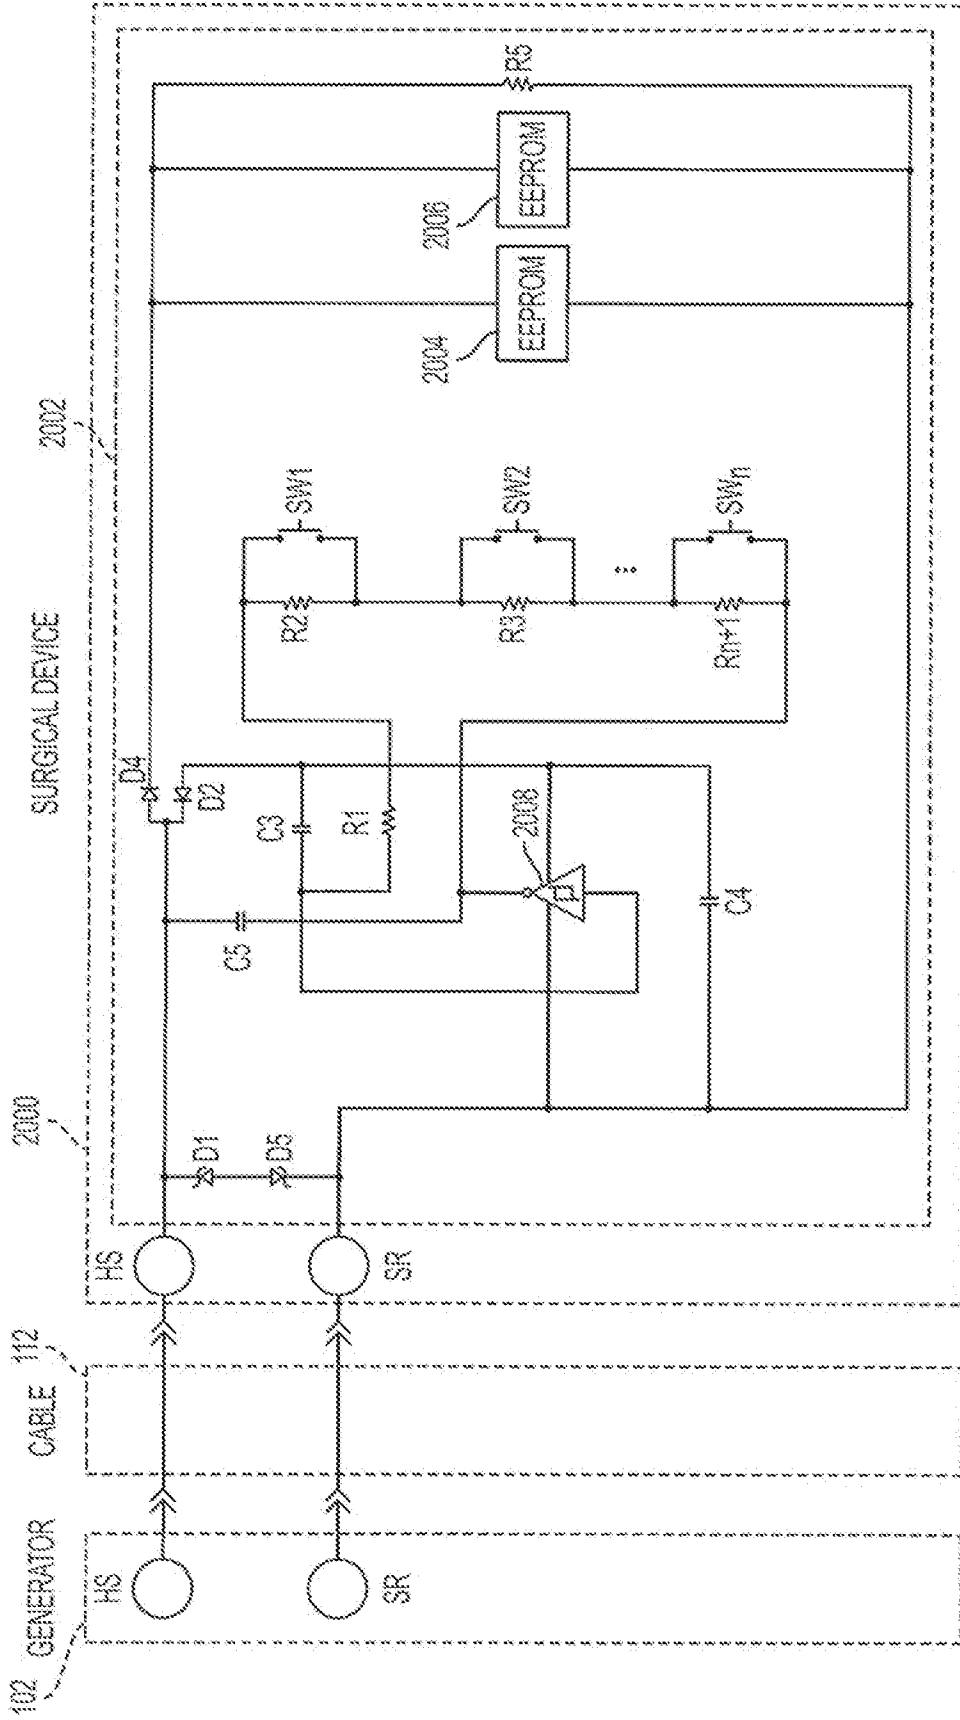 102
GENERATOR
HS
SR
CABLE
112
HS
SR
2000
SURGICAL DEVICE
2002
D1
D5
C5
D4
D2
C3
R1
2008
C4
R2
SW1
R3
SW2
...
Rn+1
SWn
2004
EEPROM
2006
EEPROM
R5